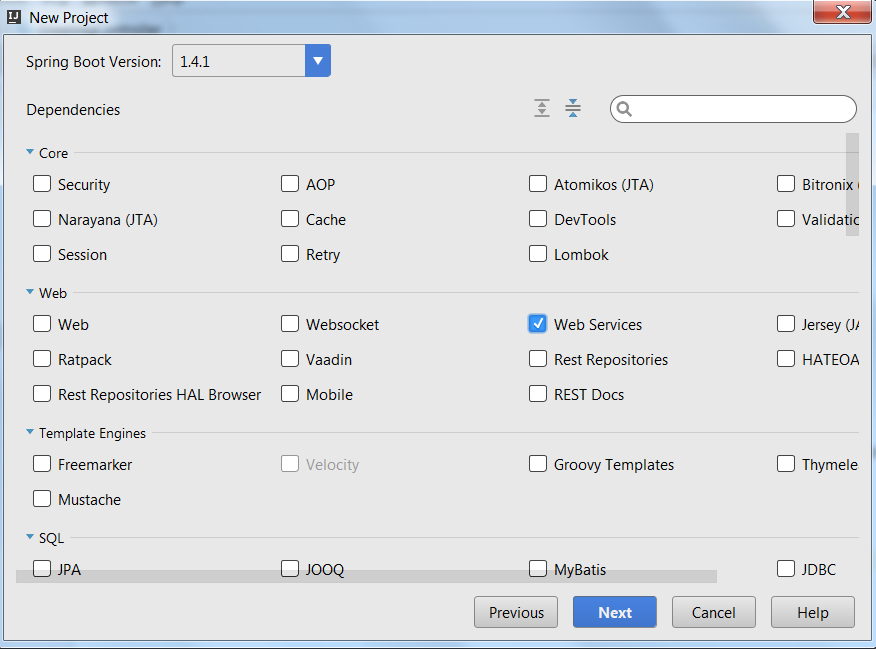 New Project
Spring Boot Version: 1.4.1
Dependencies
Core
Security AOP Atomikos (JTA) Bitronix
Narayana (JTA) Cache DevTools Validatio
Session Retry Lombok
Web
Web Websocket Web Services Jersey (JA
Ratpack Vaadin Rest Repositories HATEOA
Rest Repositories HAL Browser Mobile REST Docs
Template Engines
Freemarker Velocity Groovy Templates Thymele
Mustache
SQL
JPA JOOQ MyBatis JDBC
Previous Next Cancel Help